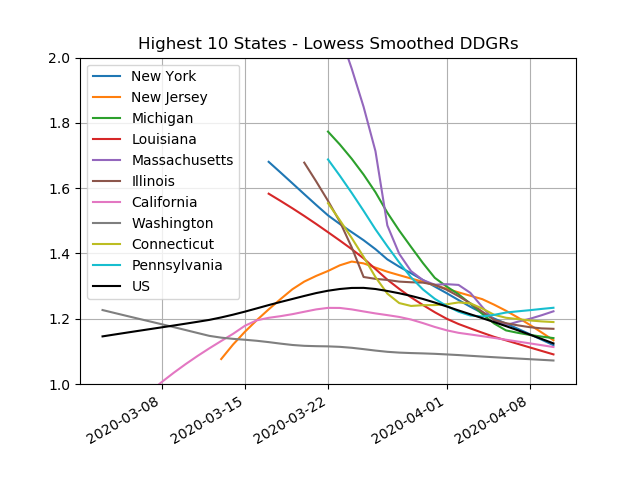 Highest 10 States - Lowess Smoothed DDGRs
2.0
1.8
1.6
1.4
1.2
1.0
New York
New Jersey
Michigan
Louisiana
Massachusetts
Illinois
California
Washington
Connecticut
Pennsylvania
US
2020-03-08
2020-03-15
2020-03-22
2020-04-01
2020-04-08